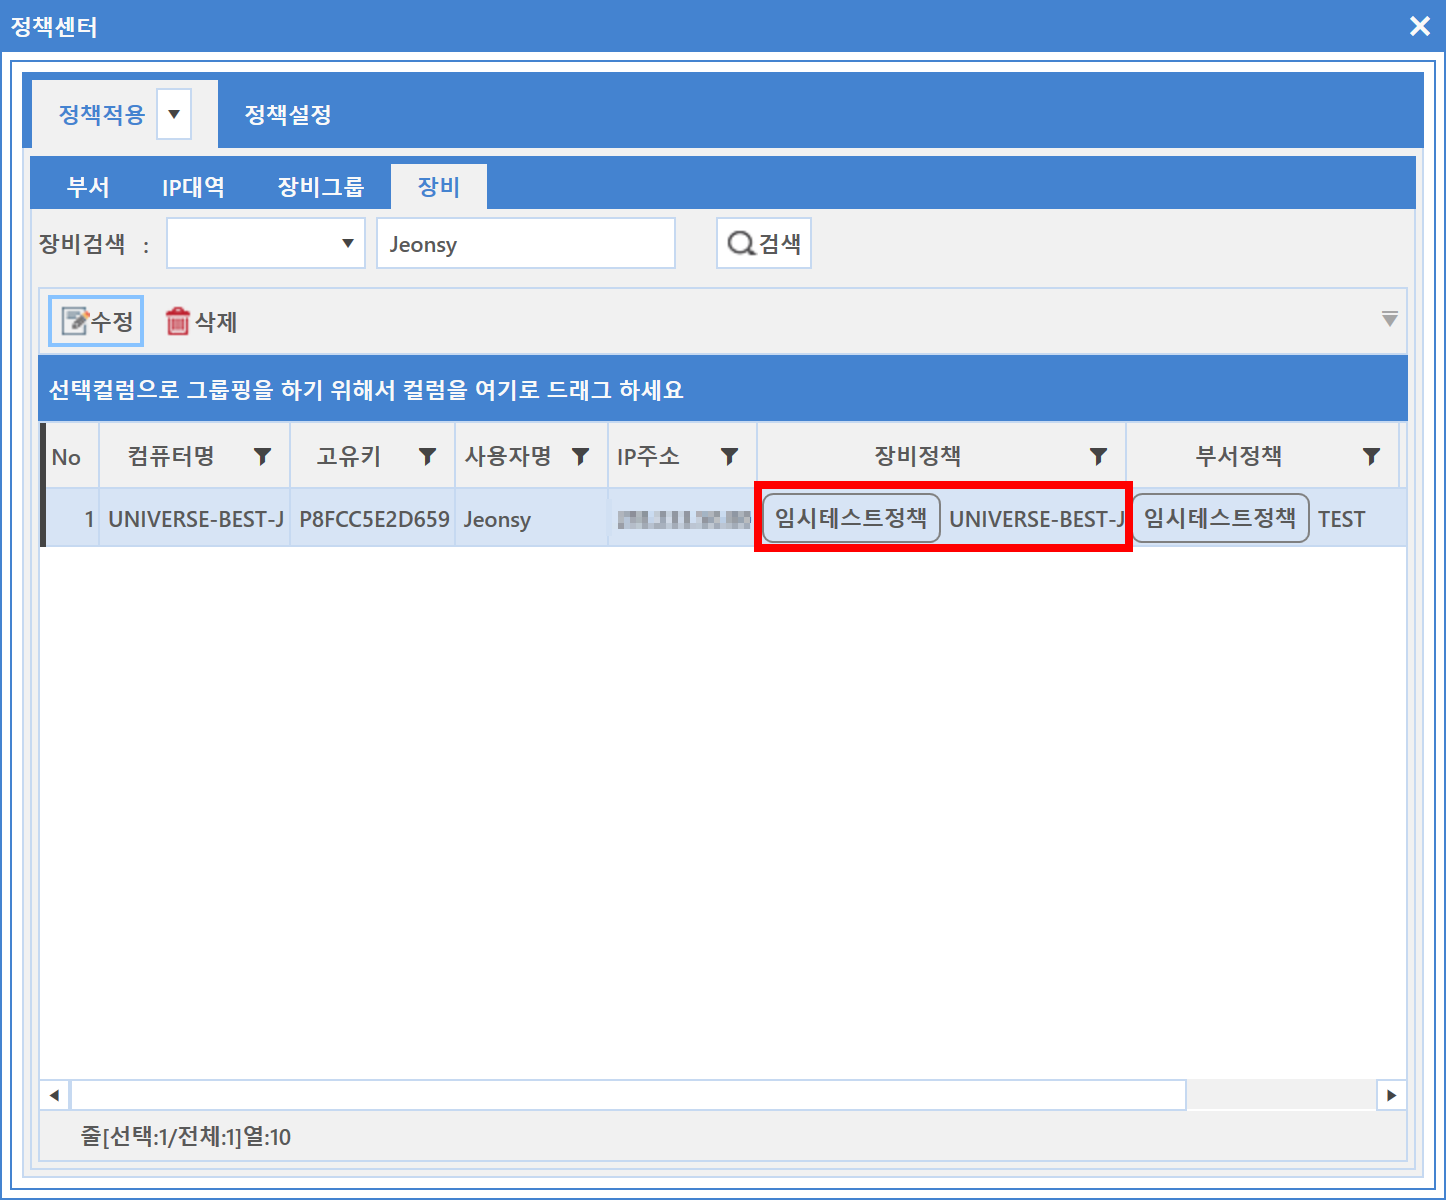 정책센터
정책적용 정책설정
부서 IP대역 장비그룹 장비
장비검색 : Jeonsy 검색
수정 삭제
선택컬럼으로 그룹핑을 하기 위해서 컬럼을 여기로 드래그 하세요
No 컴퓨터명 고유키 사용자명 IP주소 장비정책 부서정책
1 UNIVERSE-BEST-J P8FCC5E2D659 Jeonsy 임시테스트정책 UNIVERSE-BEST-J 임시테스트정책 TEST
줄[선택:1/전체:1]열:10